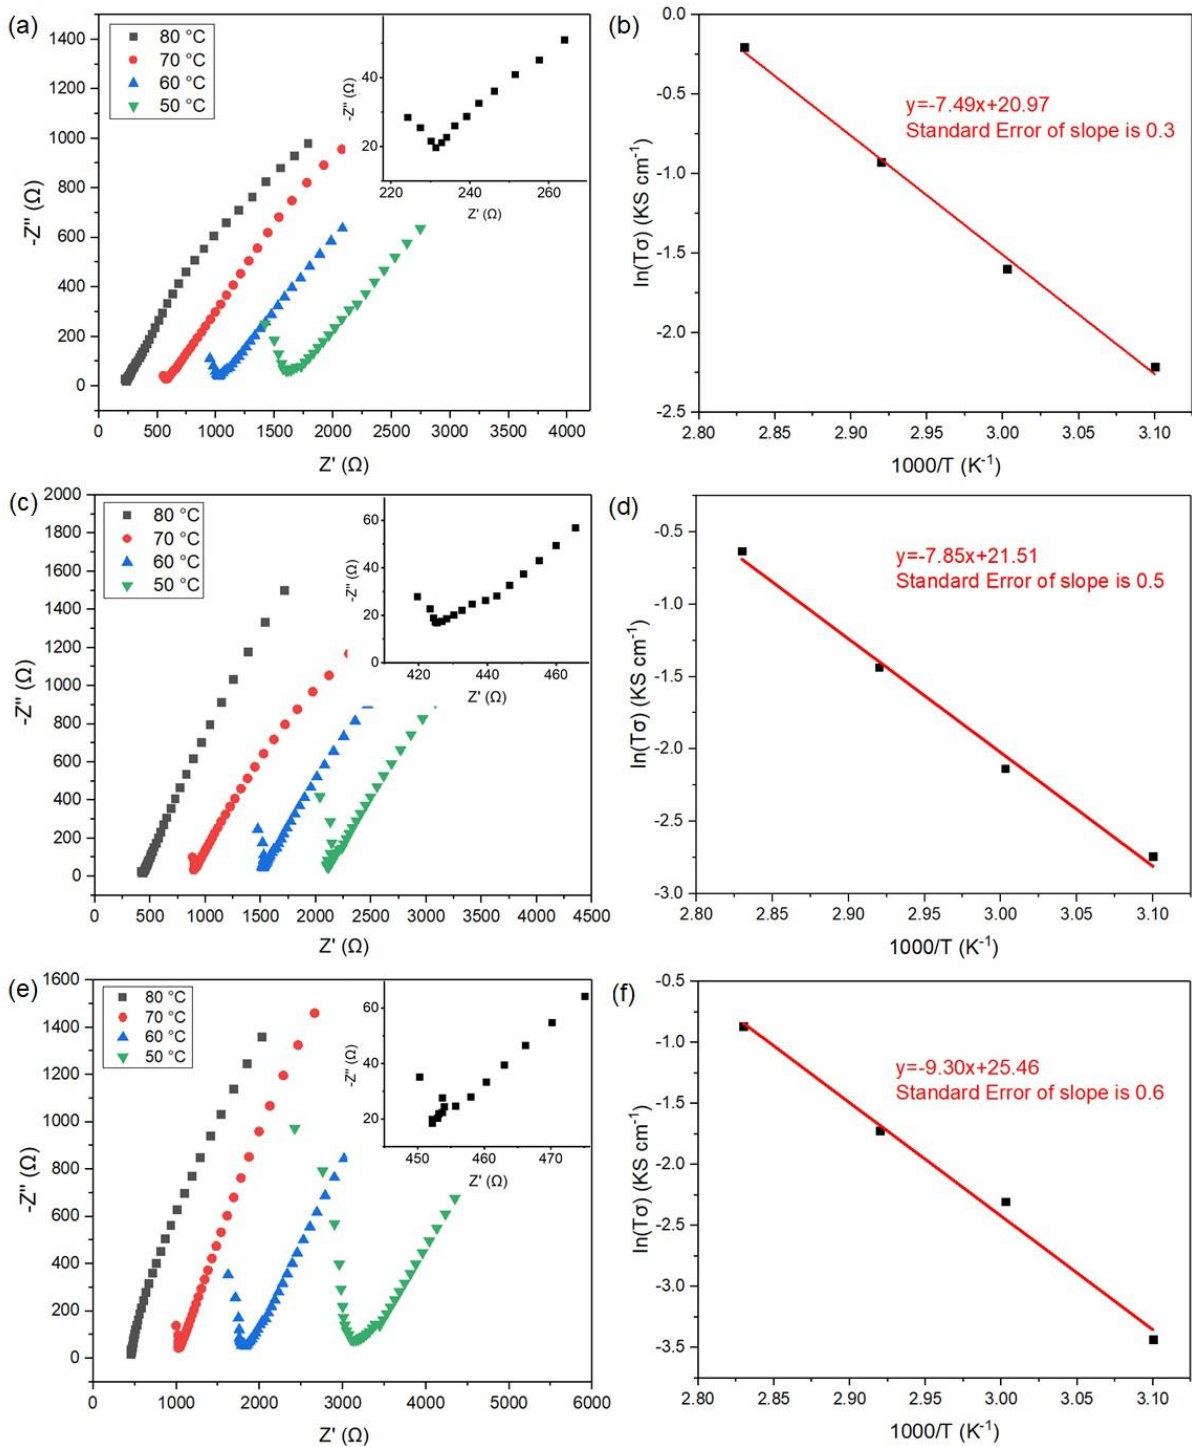 (a)
80 °C
70 °C
60 °C
50 °C
1400
1200
1000
800
600
400
200
0
-Z'' (Ω)
0 500 1000 1500 2000 2500 3000 3500 4000
Z' (Ω)
40
20
-Z'' (Ω)
220 240 260
Z' (Ω)
(b)
0.0
-0.5
-1.0
-1.5
-2.0
-2.5
ln(Tσ) (KS cm-1)
y=-7.49x+20.97
Standard Error of slope is 0.3
2.80 2.85 2.90 2.95 3.00 3.05 3.10
1000/T (K-1)
(c)
80 °C
70 °C
60 °C
50 °C
2000
1800
1600
1400
1200
1000
800
600
400
200
0
-Z'' (Ω)
0 500 1000 1500 2000 2500 3000 3500 4000 4500
Z' (Ω)
60
40
20
0
-Z'' (Ω)
420 440 460
Z' (Ω)
(d)
-0.5
-1.0
-1.5
-2.0
-2.5
-3.0
ln(Tσ) (KS cm-1)
y=-7.85x+21.51
Standard Error of slope is 0.5
2.80 2.85 2.90 2.95 3.00 3.05 3.10
1000/T (K-1)
(e)
80 °C
70 °C
60 °C
50 °C
1600
1400
1200
1000
800
600
400
200
0
-Z'' (Ω)
0 1000 2000 3000 4000 5000 6000
Z' (Ω)
60
40
20
-Z'' (Ω)
450 460 470
Z' (Ω)
(f)
-0.5
-1.0
-1.5
-2.0
-2.5
-3.0
-3.5
ln(Tσ) (KS cm-1)
y=-9.30x+25.46
Standard Error of slope is 0.6
2.80 2.85 2.90 2.95 3.00 3.05 3.10
1000/T (K-1)